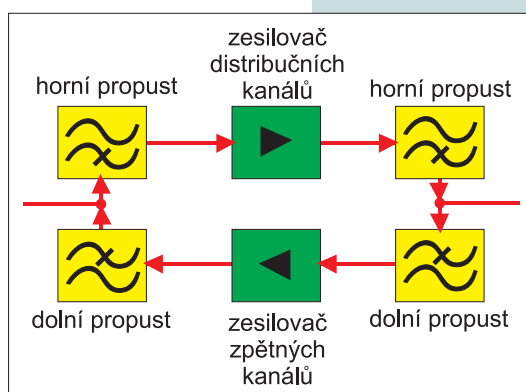 zesilovač
distribučních
kanálů
horní propust
horní propust
dolní propust
zesilovač
zpětných
kanálů
dolní propust